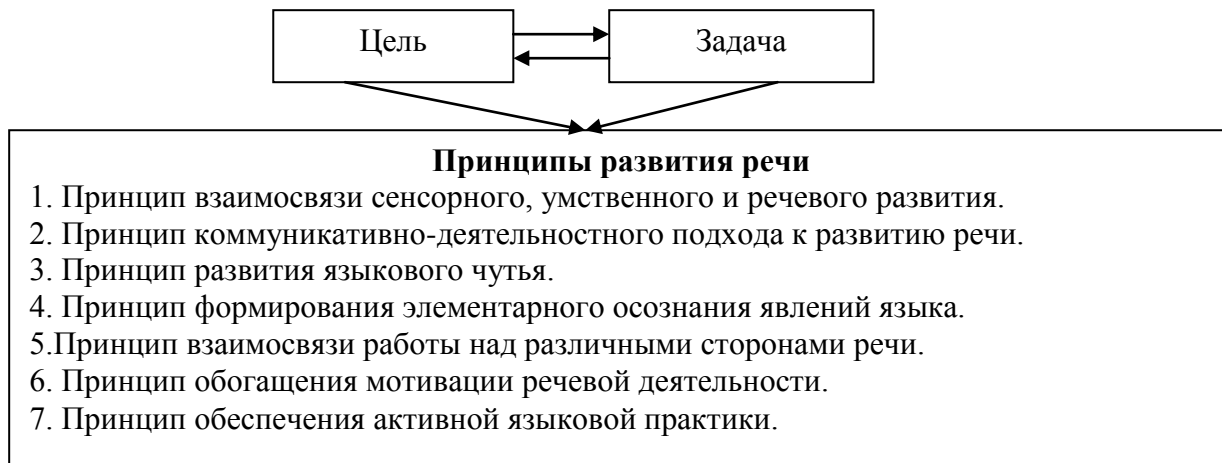 Цель
Задача
Принципы развития речи
1. Принцип взаимосвязи сенсорного, умственного и речевого развития.
2. Принцип коммуникативно-деятельностного подхода к развитию речи.
3. Принцип развития языкового чутья.
4. Принцип формирования элементарного осознания явлений языка.
5.Принцип взаимосвязи работы над различными сторонами речи.
6. Принцип обогащения мотивации речевой деятельности.
7. Принцип обеспечения активной языковой практики.